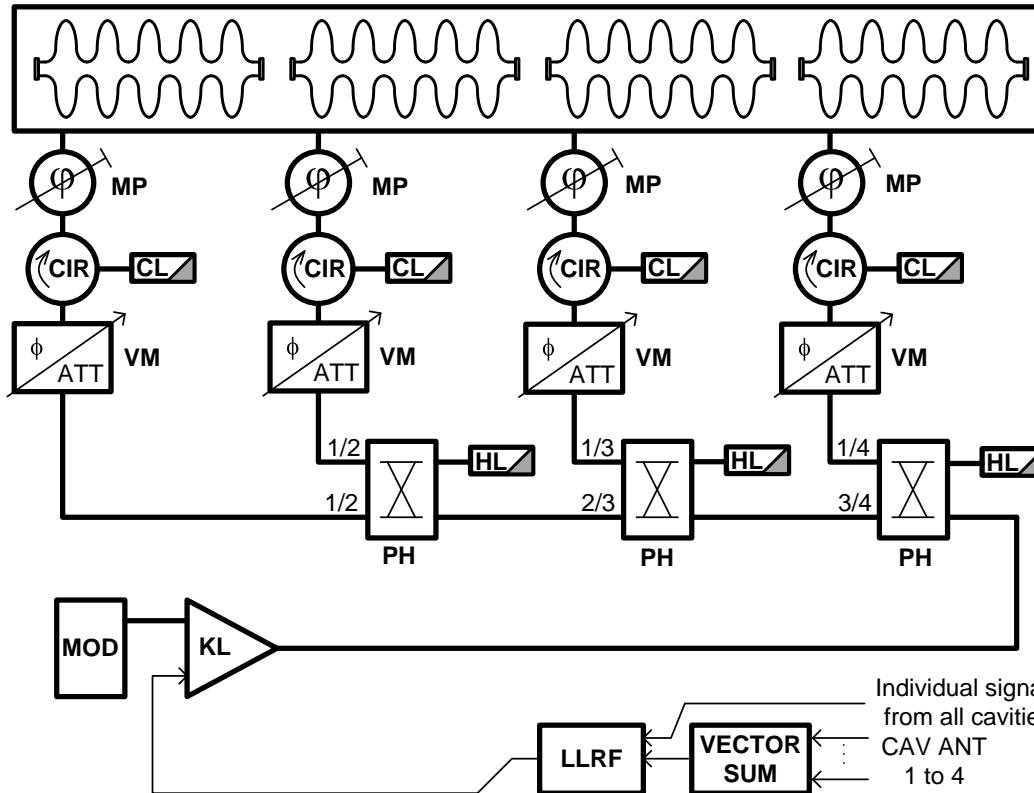 φ MP φ MP φ MP φ MP
CIR CL CIR CL CIR CL CIR CL
ϕ ATT VM ϕ ATT VM ϕ ATT VM ϕ ATT VM
1/2 HL 1/3 HL 1/4 HL
1/2 2/3 3/4
PH PH PH
MOD KL
Individual signa
from all cavitie
LLRF VECTOR SUM CAV ANT
1 to 4